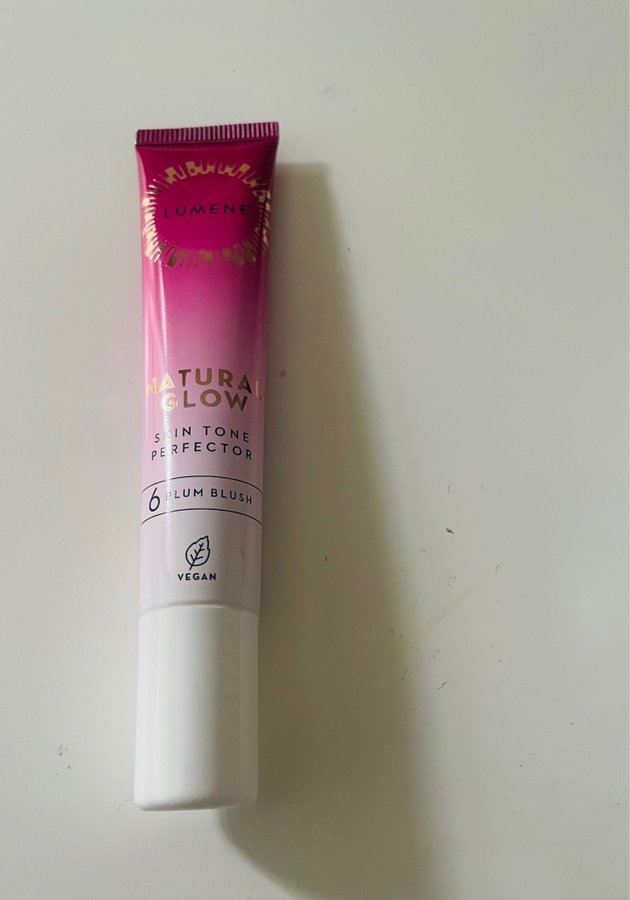 LUMENE
NATURAL
GLOW
SKIN TONE
PERFECTOR
6 PLUM BLUSH
VEGAN